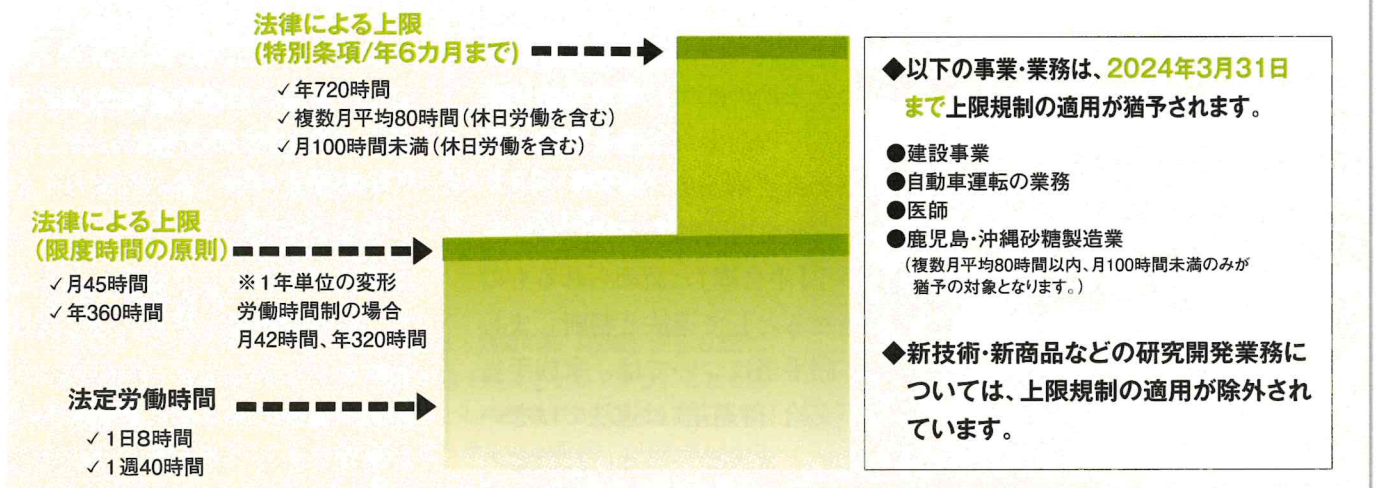 法律による上限
(特別条項/年6カ月まで)
✓年720時間
✓複数月平均80時間(休日労働を含む)
✓月100時間未満(休日労働を含む)
法律による上限
(限度時間の原則)
✓月45時間
✓年360時間
※1年単位の変形
労働時間制の場合
月42時間、年320時間
法定労働時間
✓1日8時間
✓1週40時間
◆以下の事業・業務は、2024年3月31日
まで上限規制の適用が猶予されます。
●建設事業
●自動車運転の業務
●医師
●鹿児島・沖縄砂糖製造業
(複数月平均80時間以内、月100時間未満のみが
猶予の対象となります。)
◆新技術・新商品などの研究開発業務に
ついては、上限規制の適用が除外され
ています。